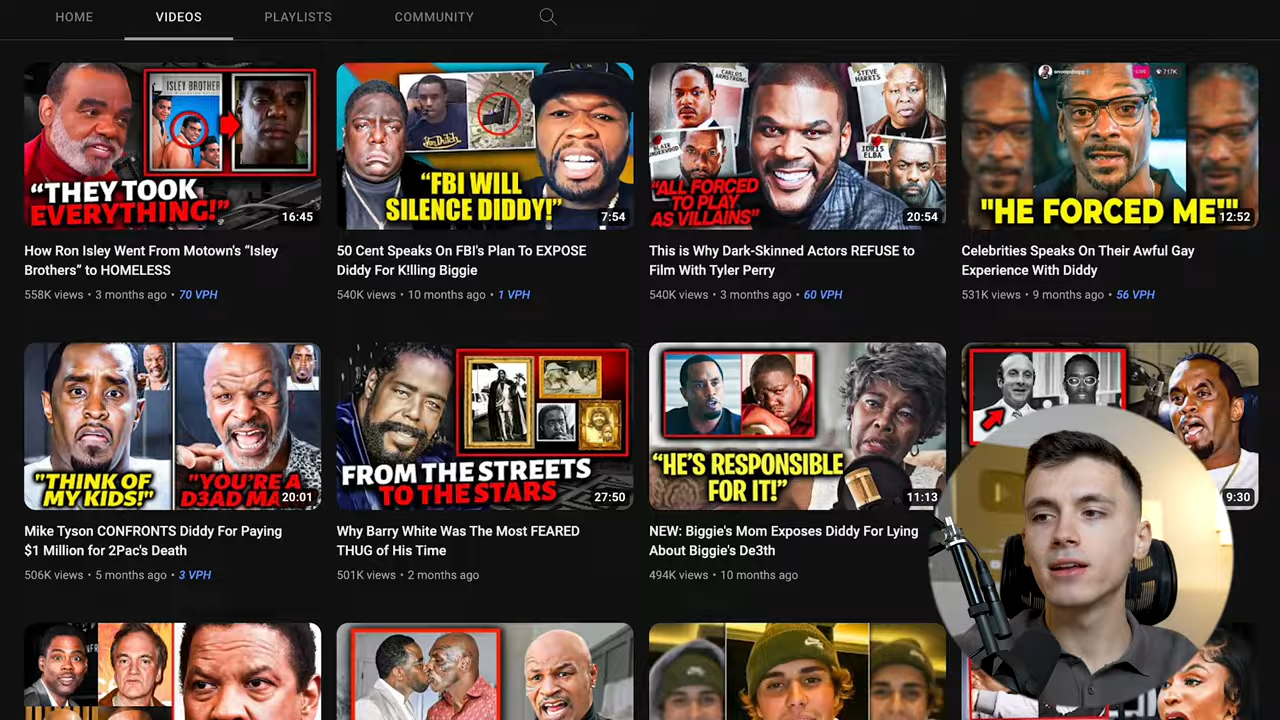 HOME
VIDEOS
PLAYLISTS
COMMUNITY
ISLEY BROTHER
“THEY TOOK
EVERYTHING!”
16:45
How Ron Isley Went From Motown's “Isley
Brothers” to HOMELESS
558K views • 3 months ago • 70 VPH
Von Dutch
“FBI WILL
SILENCE DIDDY!”
7:54
50 Cent Speaks On FBI's Plan To EXPOSE
Diddy For K!lling Biggie
540K views • 10 months ago • 1 VPH
CARLOS
ARMSTRONG
STEVE
HARRIS
IDRIS
ELBA
“ALL FORCED
TO PLAY
AS VILLAINS”
20:54
This is Why Dark-Skinned Actors REFUSE to
Film With Tyler Perry
540K views • 3 months ago • 60 VPH
LIVE
717K
"HE FORCED ME"
12:52
Celebrities Speaks On Their Awful Gay
Experience With Diddy
531K views • 9 months ago • 56 VPH
"THINK OF
MY KIDS!"
"YOU'RE A
D3AD MA
20:01
Mike Tyson CONFRONTS Diddy For Paying
$1 Million for 2Pac's Death
506K views • 5 months ago • 3 VPH
FROM THE STREETS
TO THE STARS
27:50
Why Barry White Was The Most FEARED
THUG of His Time
501K views • 2 months ago
“HE'S RESPONSIBLE
FOR IT!”
11:13
NEW: Biggie's Mom Exposes Diddy For Lying
About Biggie's De3th
494K views • 10 months ago
9:30